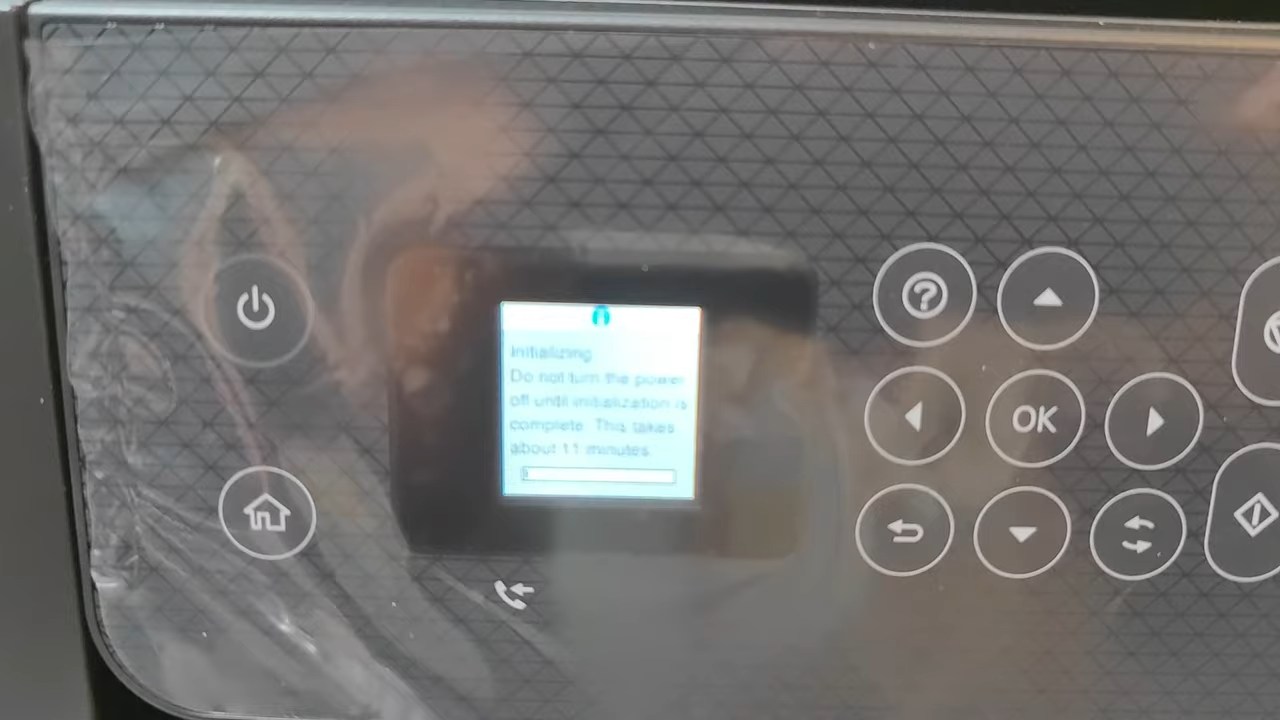 Initializing
Do not turn the power
off until initialization is
complete. This takes
about 11 minutes.
OK